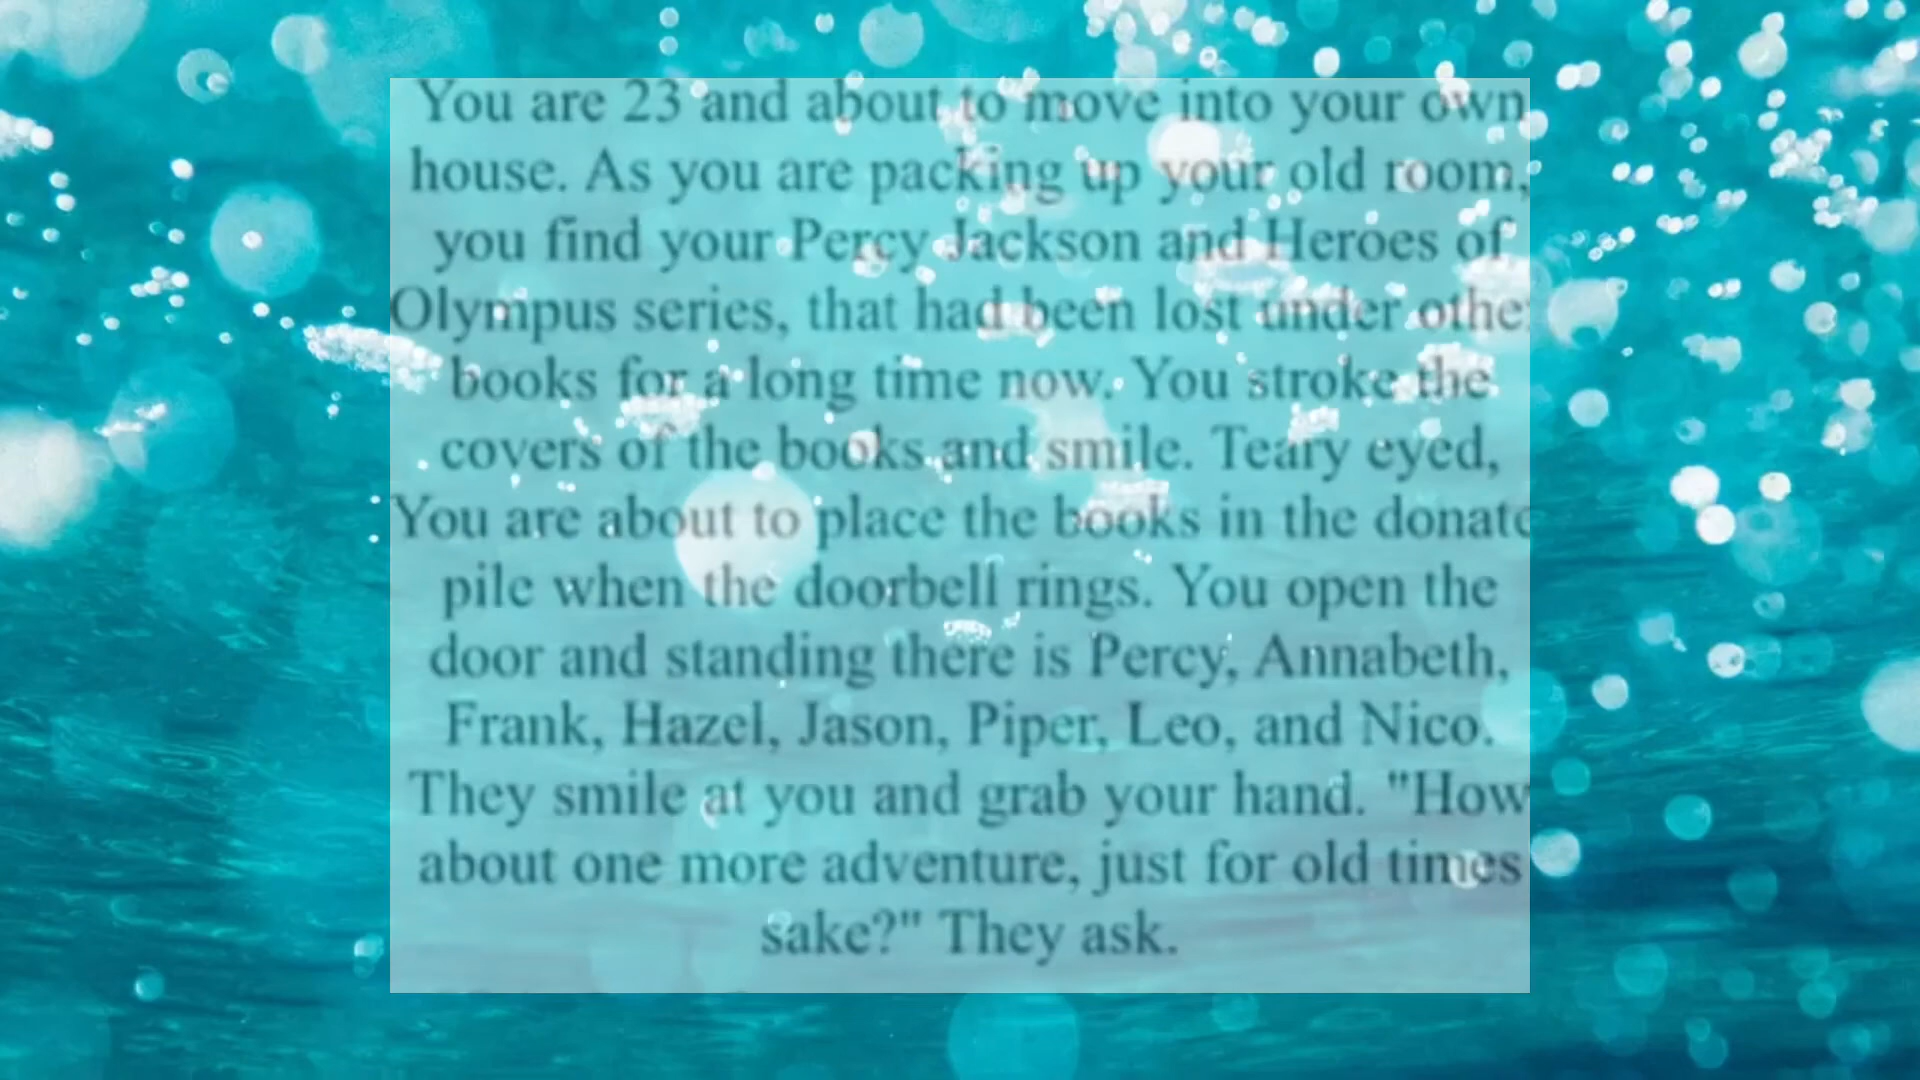 You are 23 and about to move into your own
house. As you are packing up your old room,
you find your Percy Jackson and Heroes of
Olympus series, that had been lost under other
books for a long time now. You stroke the
covers of the books and smile. Teary eyed,
You are about to place the books in the donate
pile when the doorbell rings. You open the
door and standing there is Percy, Annabeth,
Frank, Hazel, Jason, Piper, Leo, and Nico.
They smile at you and grab your hand. "How
about one more adventure, just for old times
sake?" They ask.